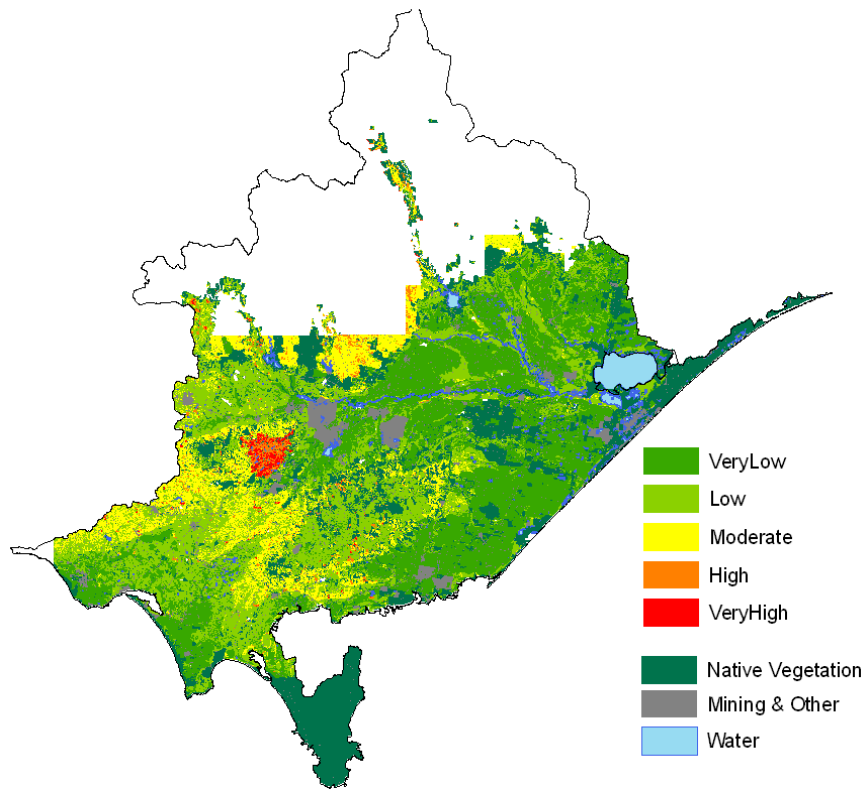 VeryLow
Low
Moderate
High
VeryHigh
Native Vegetation
Mining & Other
Water